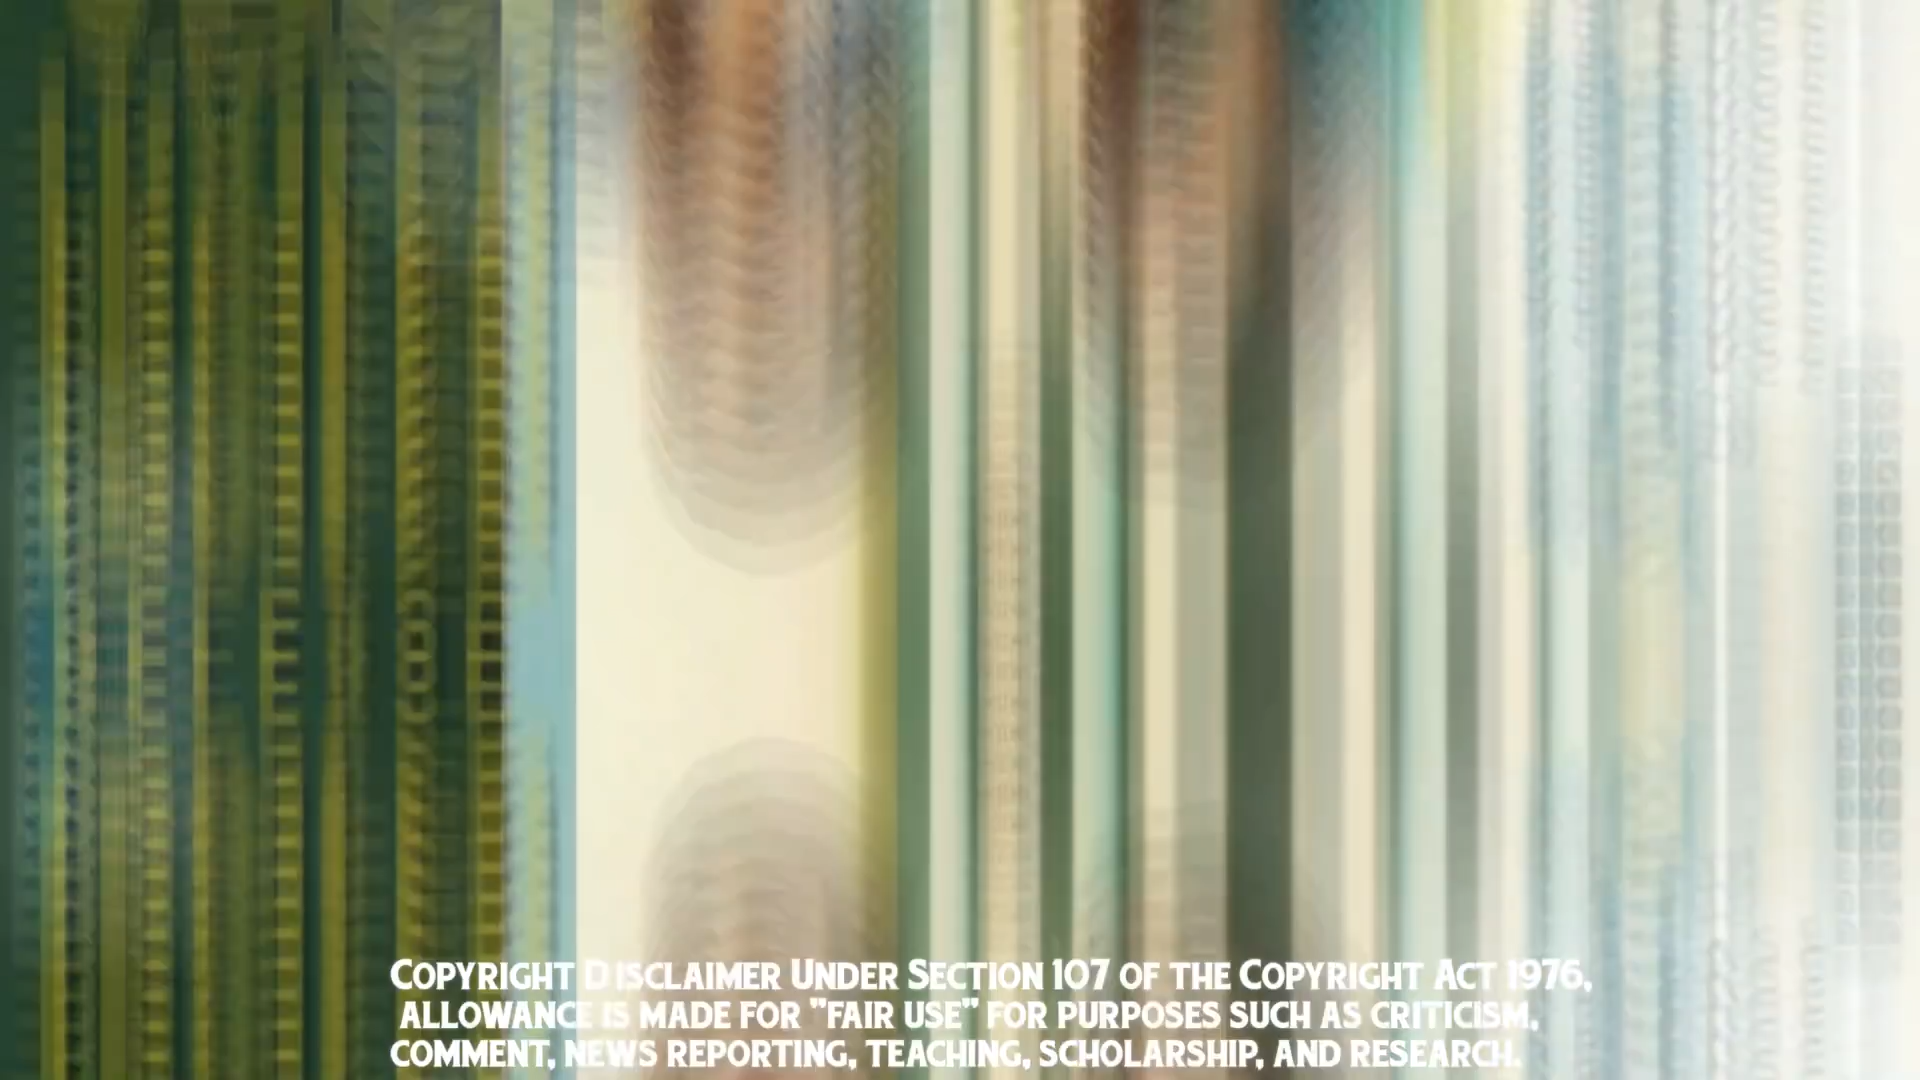 Copyright Disclaimer Under Section 107 of the Copyright Act 1976,
allowance is made for "fair use" for purposes such as criticism,
comment, news reporting, teaching, scholarship, and research.